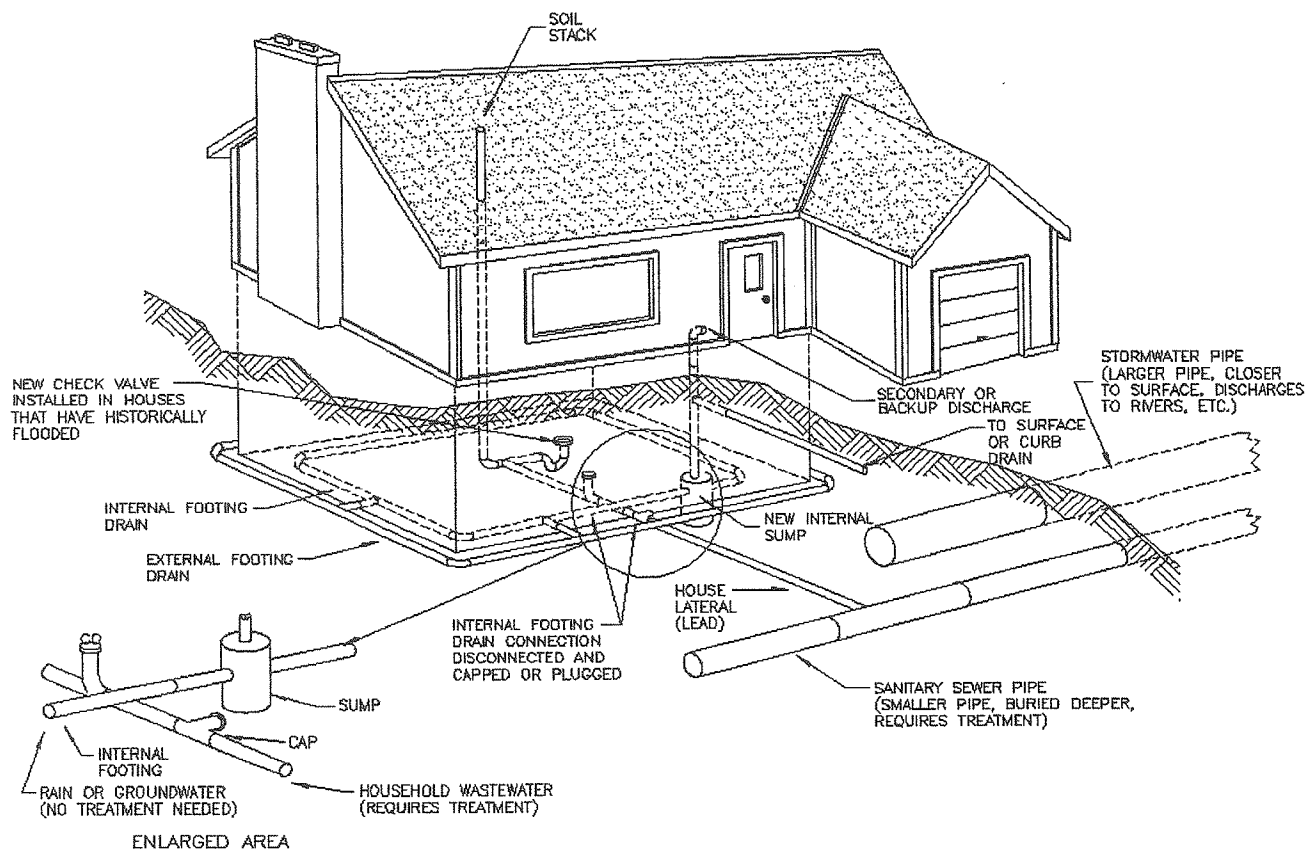 SOIL
STACK
NEW CHECK VALVE
INSTALLED IN HOUSES
THAT HAVE HISTORICALLY
FLOODED
SECONDARY OR
BACKUP DISCHARGE
STORMWATER PIPE
(LARGER PIPE, CLOSER
TO SURFACE, DISCHARGES
TO RIVERS, ETC.)
TO SURFACE
OR CURB
DRAIN
INTERNAL FOOTING
DRAIN
NEW INTERNAL
SUMP
EXTERNAL FOOTING
DRAIN
HOUSE
LATERAL
(LEAD)
INTERNAL FOOTING
DRAIN CONNECTION
DISCONNECTED AND
CAPPED OR PLUGGED
SANITARY SEWER PIPE
(SMALLER PIPE, BURIED DEEPER,
REQUIRES TREATMENT)
SUMP
CAP
INTERNAL
FOOTING
RAIN OR GROUNDWATER
(NO TREATMENT NEEDED)
HOUSEHOLD WASTEWATER
(REQUIRES TREATMENT)
ENLARGED AREA